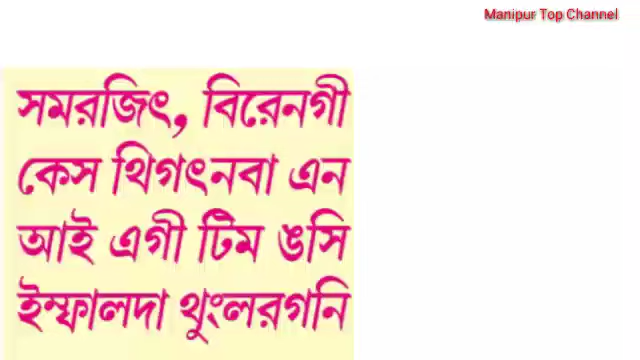 Manipur Top Channel
সমরজিৎ, বিরেনগী
কেস থিগৎনবা এন
আই এগী টিম ঙসি
ইম্ফালদা থুংলরগনি